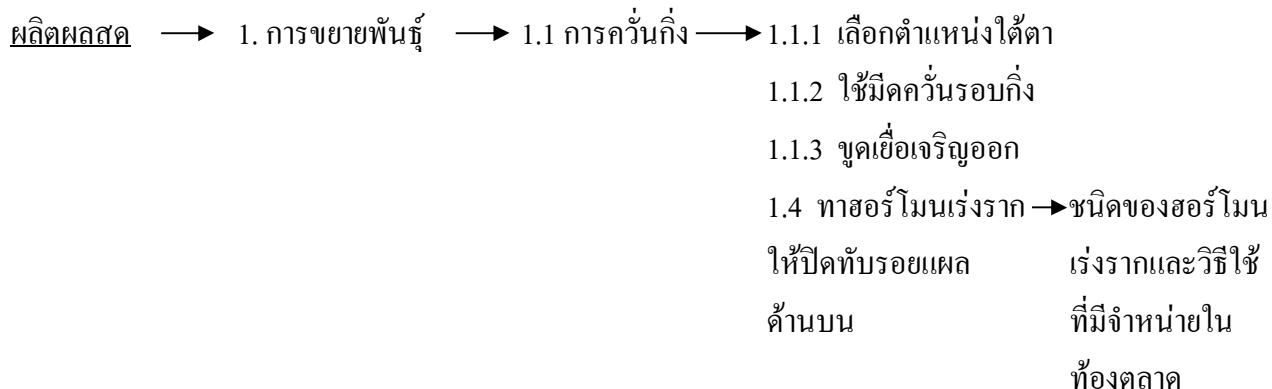 ผลิตผลสด → 1. การขยายพันธุ์ → 1.1 การควั่นกิ่ง → 1.1.1 เลือกตำแหน่งใต้ตา
1.1.2 ใช้มีดควั่นรอบกิ่ง
1.1.3 ขูดเยื่อเจริญออก
1.4 ทาฮอร์โมนเร่งราก → ชนิดของฮอร์โมน
ให้ปิดทับรอยแผล เร่งรากและวิธีใช้
ด้านบน ที่มีจำหน่ายใน
ท้องตลาด